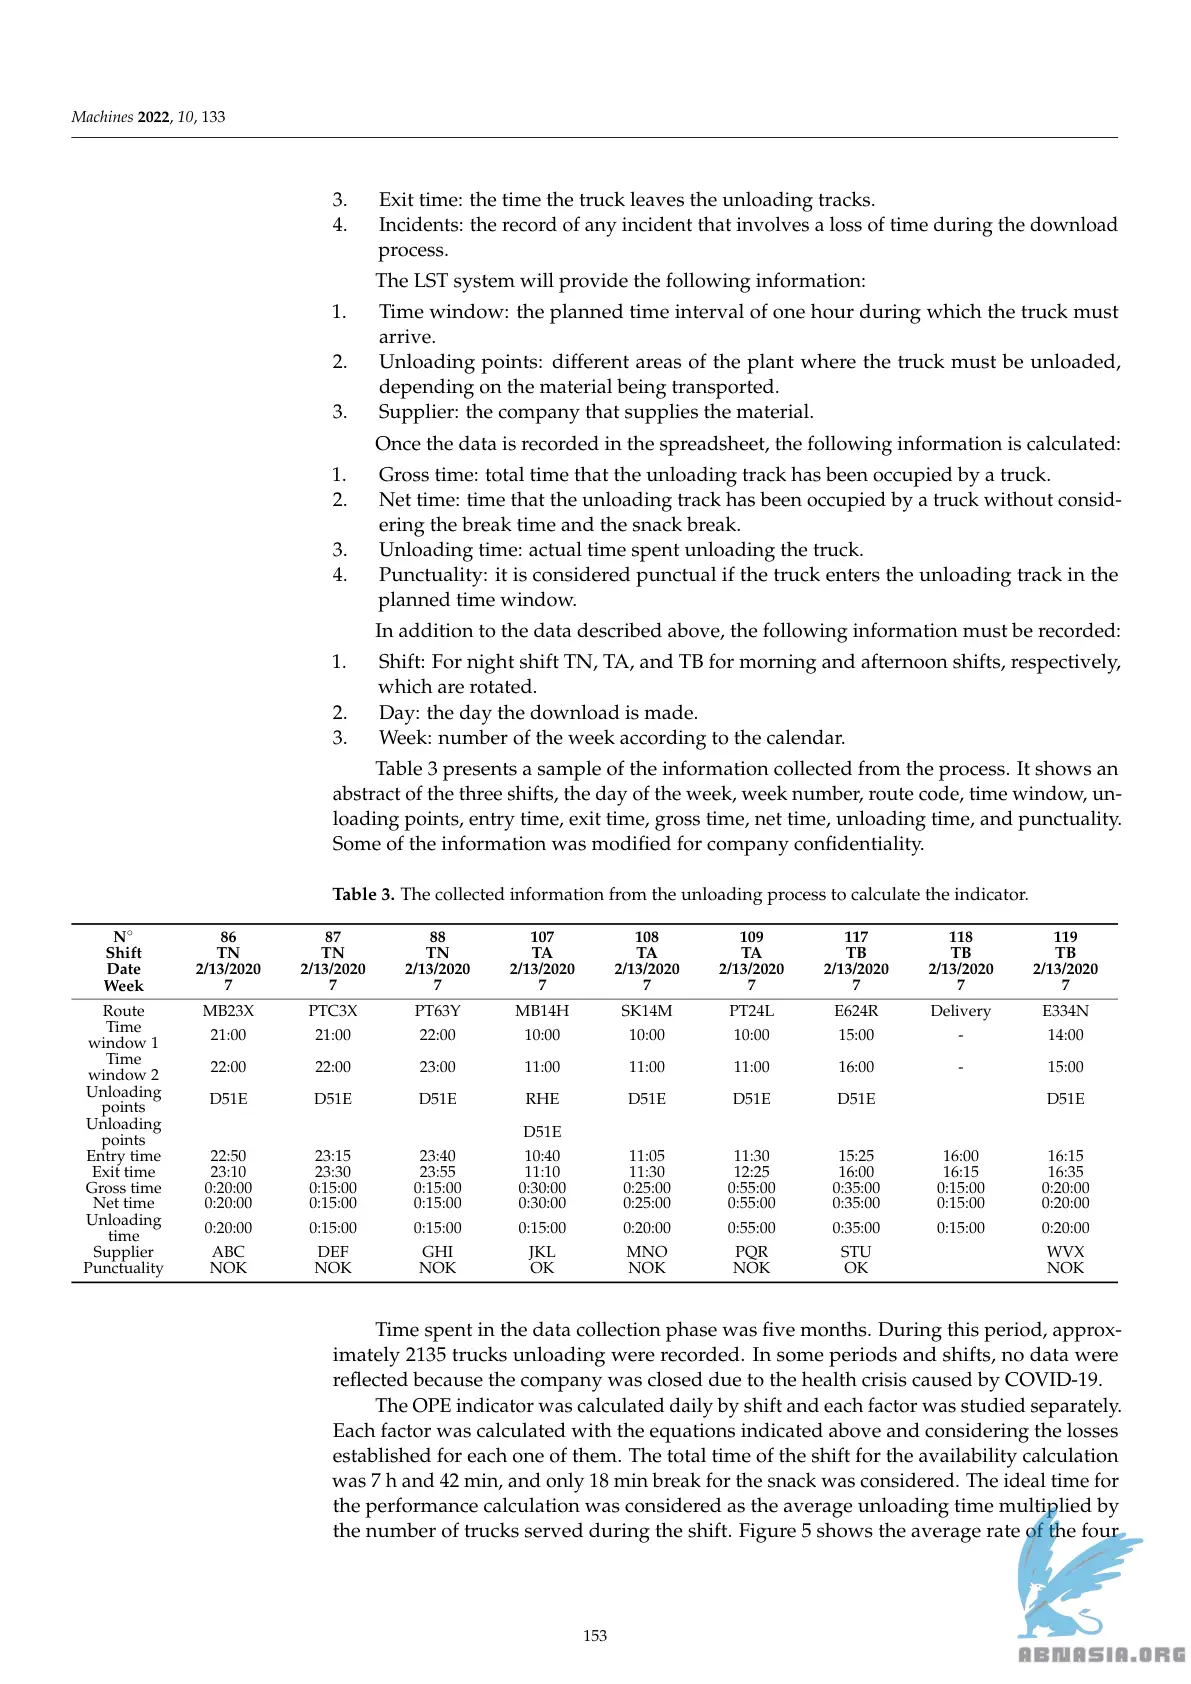 Machines 2022, 10, 133
3. Exit time: the time the truck leaves the unloading tracks.
4. Incidents: the record of any incident that involves a loss of time during the download
process.
The LST system will provide the following information:
1. Time window: the planned time interval of one hour during which the truck must
arrive.
2. Unloading points: different areas of the plant where the truck must be unloaded,
depending on the material being transported.
3. Supplier: the company that supplies the material.
Once the data is recorded in the spreadsheet, the following information is calculated:
1. Gross time: total time that the unloading track has been occupied by a truck.
2. Net time: time that the unloading track has been occupied by a truck without consid-
ering the break time and the snack break.
3. Unloading time: actual time spent unloading the truck.
4. Punctuality: it is considered punctual if the truck enters the unloading track in the
planned time window.
In addition to the data described above, the following information must be recorded:
1. Shift: For night shift TN, TA, and TB for morning and afternoon shifts, respectively,
which are rotated.
2. Day: the day the download is made.
3. Week: number of the week according to the calendar.
Table 3 presents a sample of the information collected from the process. It shows an
abstract of the three shifts, the day of the week, week number, route code, time window, un-
loading points, entry time, exit time, gross time, net time, unloading time, and punctuality.
Some of the information was modified for company confidentiality.
Table 3. The collected information from the unloading process to calculate the indicator.
N° 86 87 88 107 108 109 117 118 119
Shift TN TN TN TA TA TA TB TB TB
Date 2/13/2020 2/13/2020 2/13/2020 2/13/2020 2/13/2020 2/13/2020 2/13/2020 2/13/2020 2/13/2020
Week 7 7 7 7 7 7 7 7 7
Route MB23X PTC3X PT63Y MB14H SK14M PT24L E624R Delivery E334N
Time
window 1 21:00 21:00 22:00 10:00 10:00 10:00 15:00 - 14:00
Time
window 2 22:00 22:00 23:00 11:00 11:00 11:00 16:00 - 15:00
Unloading
points D51E D51E D51E RHE D51E D51E D51E D51E
Unloading
points D51E
Entry time 22:50 23:15 23:40 10:40 11:05 11:30 15:25 16:00 16:15
Exit time 23:10 23:30 23:55 11:10 11:30 12:25 16:00 16:15 16:35
Gross time 0:20:00 0:15:00 0:15:00 0:30:00 0:25:00 0:55:00 0:35:00 0:15:00 0:20:00
Net time 0:20:00 0:15:00 0:15:00 0:30:00 0:25:00 0:55:00 0:35:00 0:15:00 0:20:00
Unloading
time 0:20:00 0:15:00 0:15:00 0:15:00 0:20:00 0:55:00 0:35:00 0:15:00 0:20:00
Supplier ABC DEF GHI JKL MNO PQR STU WVX
Punctuality NOK NOK NOK OK NOK NOK OK NOK
Time spent in the data collection phase was five months. During this period, approx-
imately 2135 trucks unloading were recorded. In some periods and shifts, no data were
reflected because the company was closed due to the health crisis caused by COVID-19.
The OPE indicator was calculated daily by shift and each factor was studied separately.
Each factor was calculated with the equations indicated above and considering the losses
established for each one of them. The total time of the shift for the availability calculation
was 7 h and 42 min, and only 18 min break for the snack was considered. The ideal time for
the performance calculation was considered as the average unloading time multiplied by
the number of trucks served during the shift. Figure 5 shows the average rate of the four
153
ABNASIA.ORG